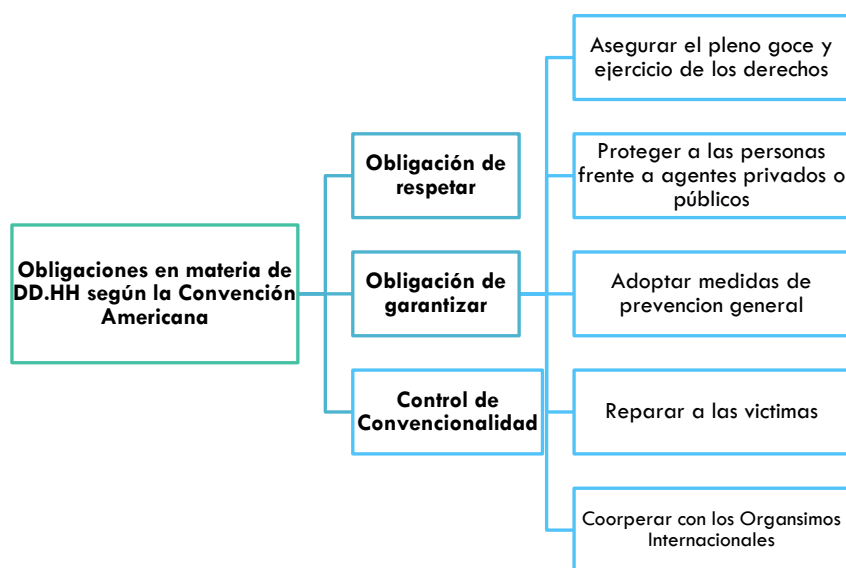 Obligaciones en materia de
DD.HH según la Convención
Americana
Obligación de
respetar
Obligación de
garantizar
Control de
Convencionalidad
Asegurar el pleno goce y
ejercicio de los derechos
Proteger a las personas
frente a agentes privados o
públicos
Adoptar medidas de
prevencion general
Reparar a las victimas
Coorperar con los Organsimos
Internacionales